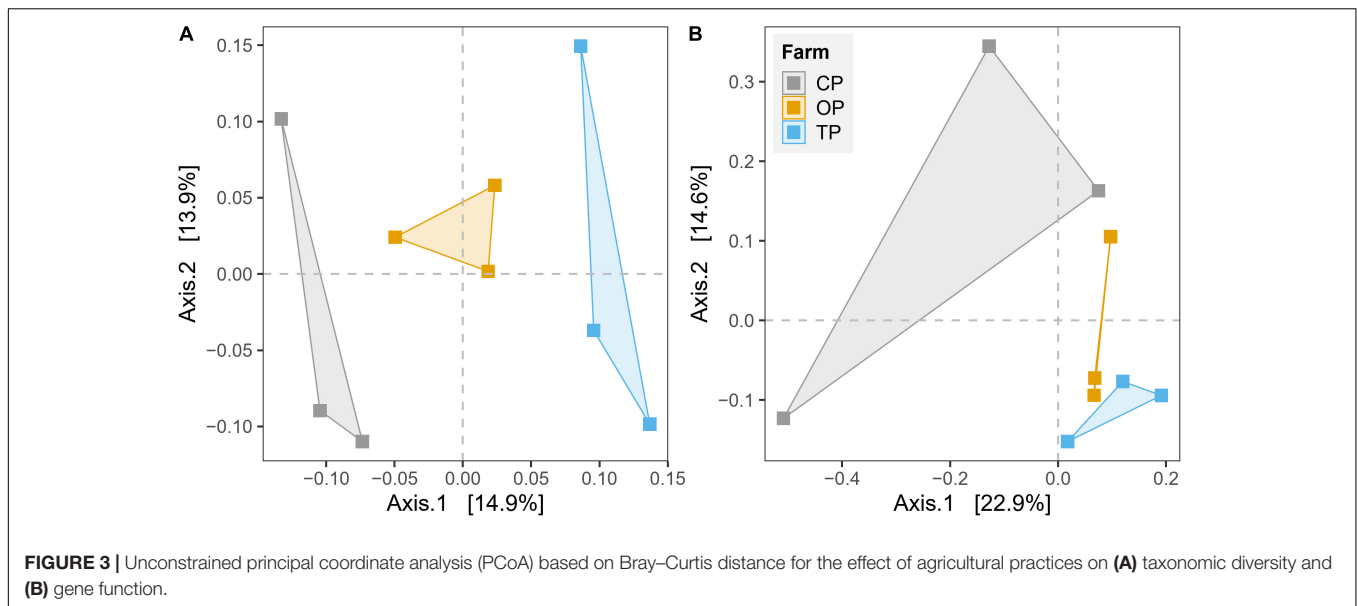 A
0.15
0.10
0.05
0.00
−0.05
−0.10
Axis.2 [13.9%]
−0.10 −0.05 0.00 0.05 0.10 0.15
Axis.1 [14.9%]
B
Farm
CP
OP
TP
0.3
0.2
0.1
0.0
−0.1
Axis.2 [14.6%]
−0.4 −0.2 0.0 0.2
Axis.1 [22.9%]
FIGURE 3 | Unconstrained principal coordinate analysis (PCoA) based on Bray–Curtis distance for the effect of agricultural practices on (A) taxonomic diversity and
(B) gene function.